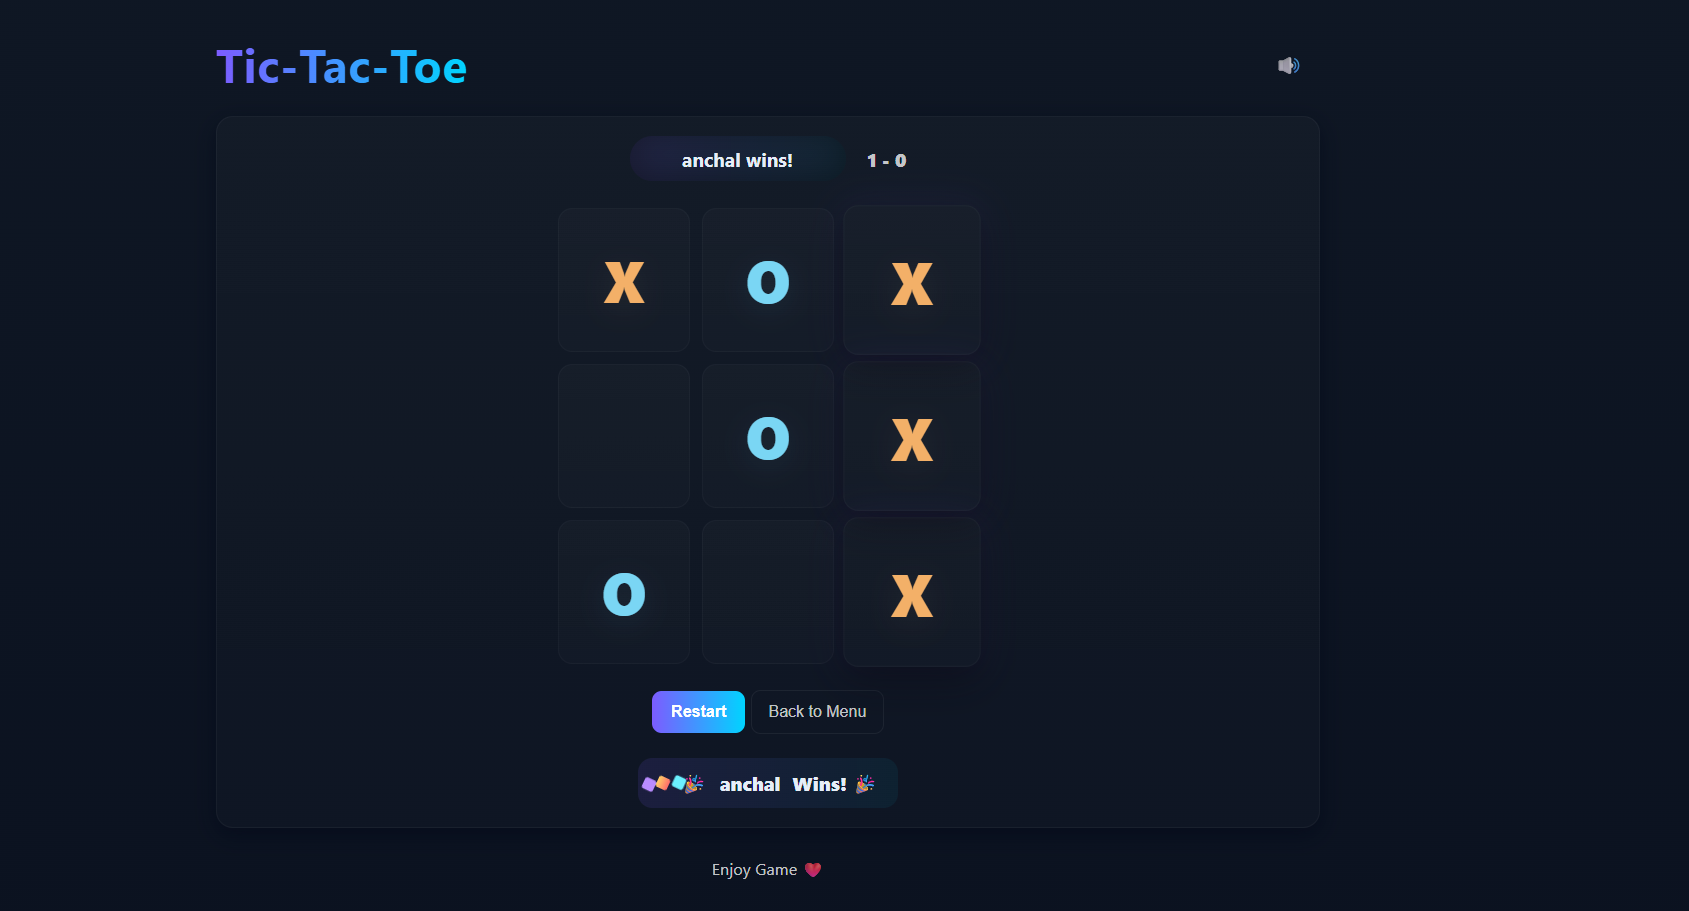 Tic-Tac-Toe
anchal wins! 1 - 0
X O X
O X
O X
Restart Back to Menu
anchal Wins!
Enjoy Game